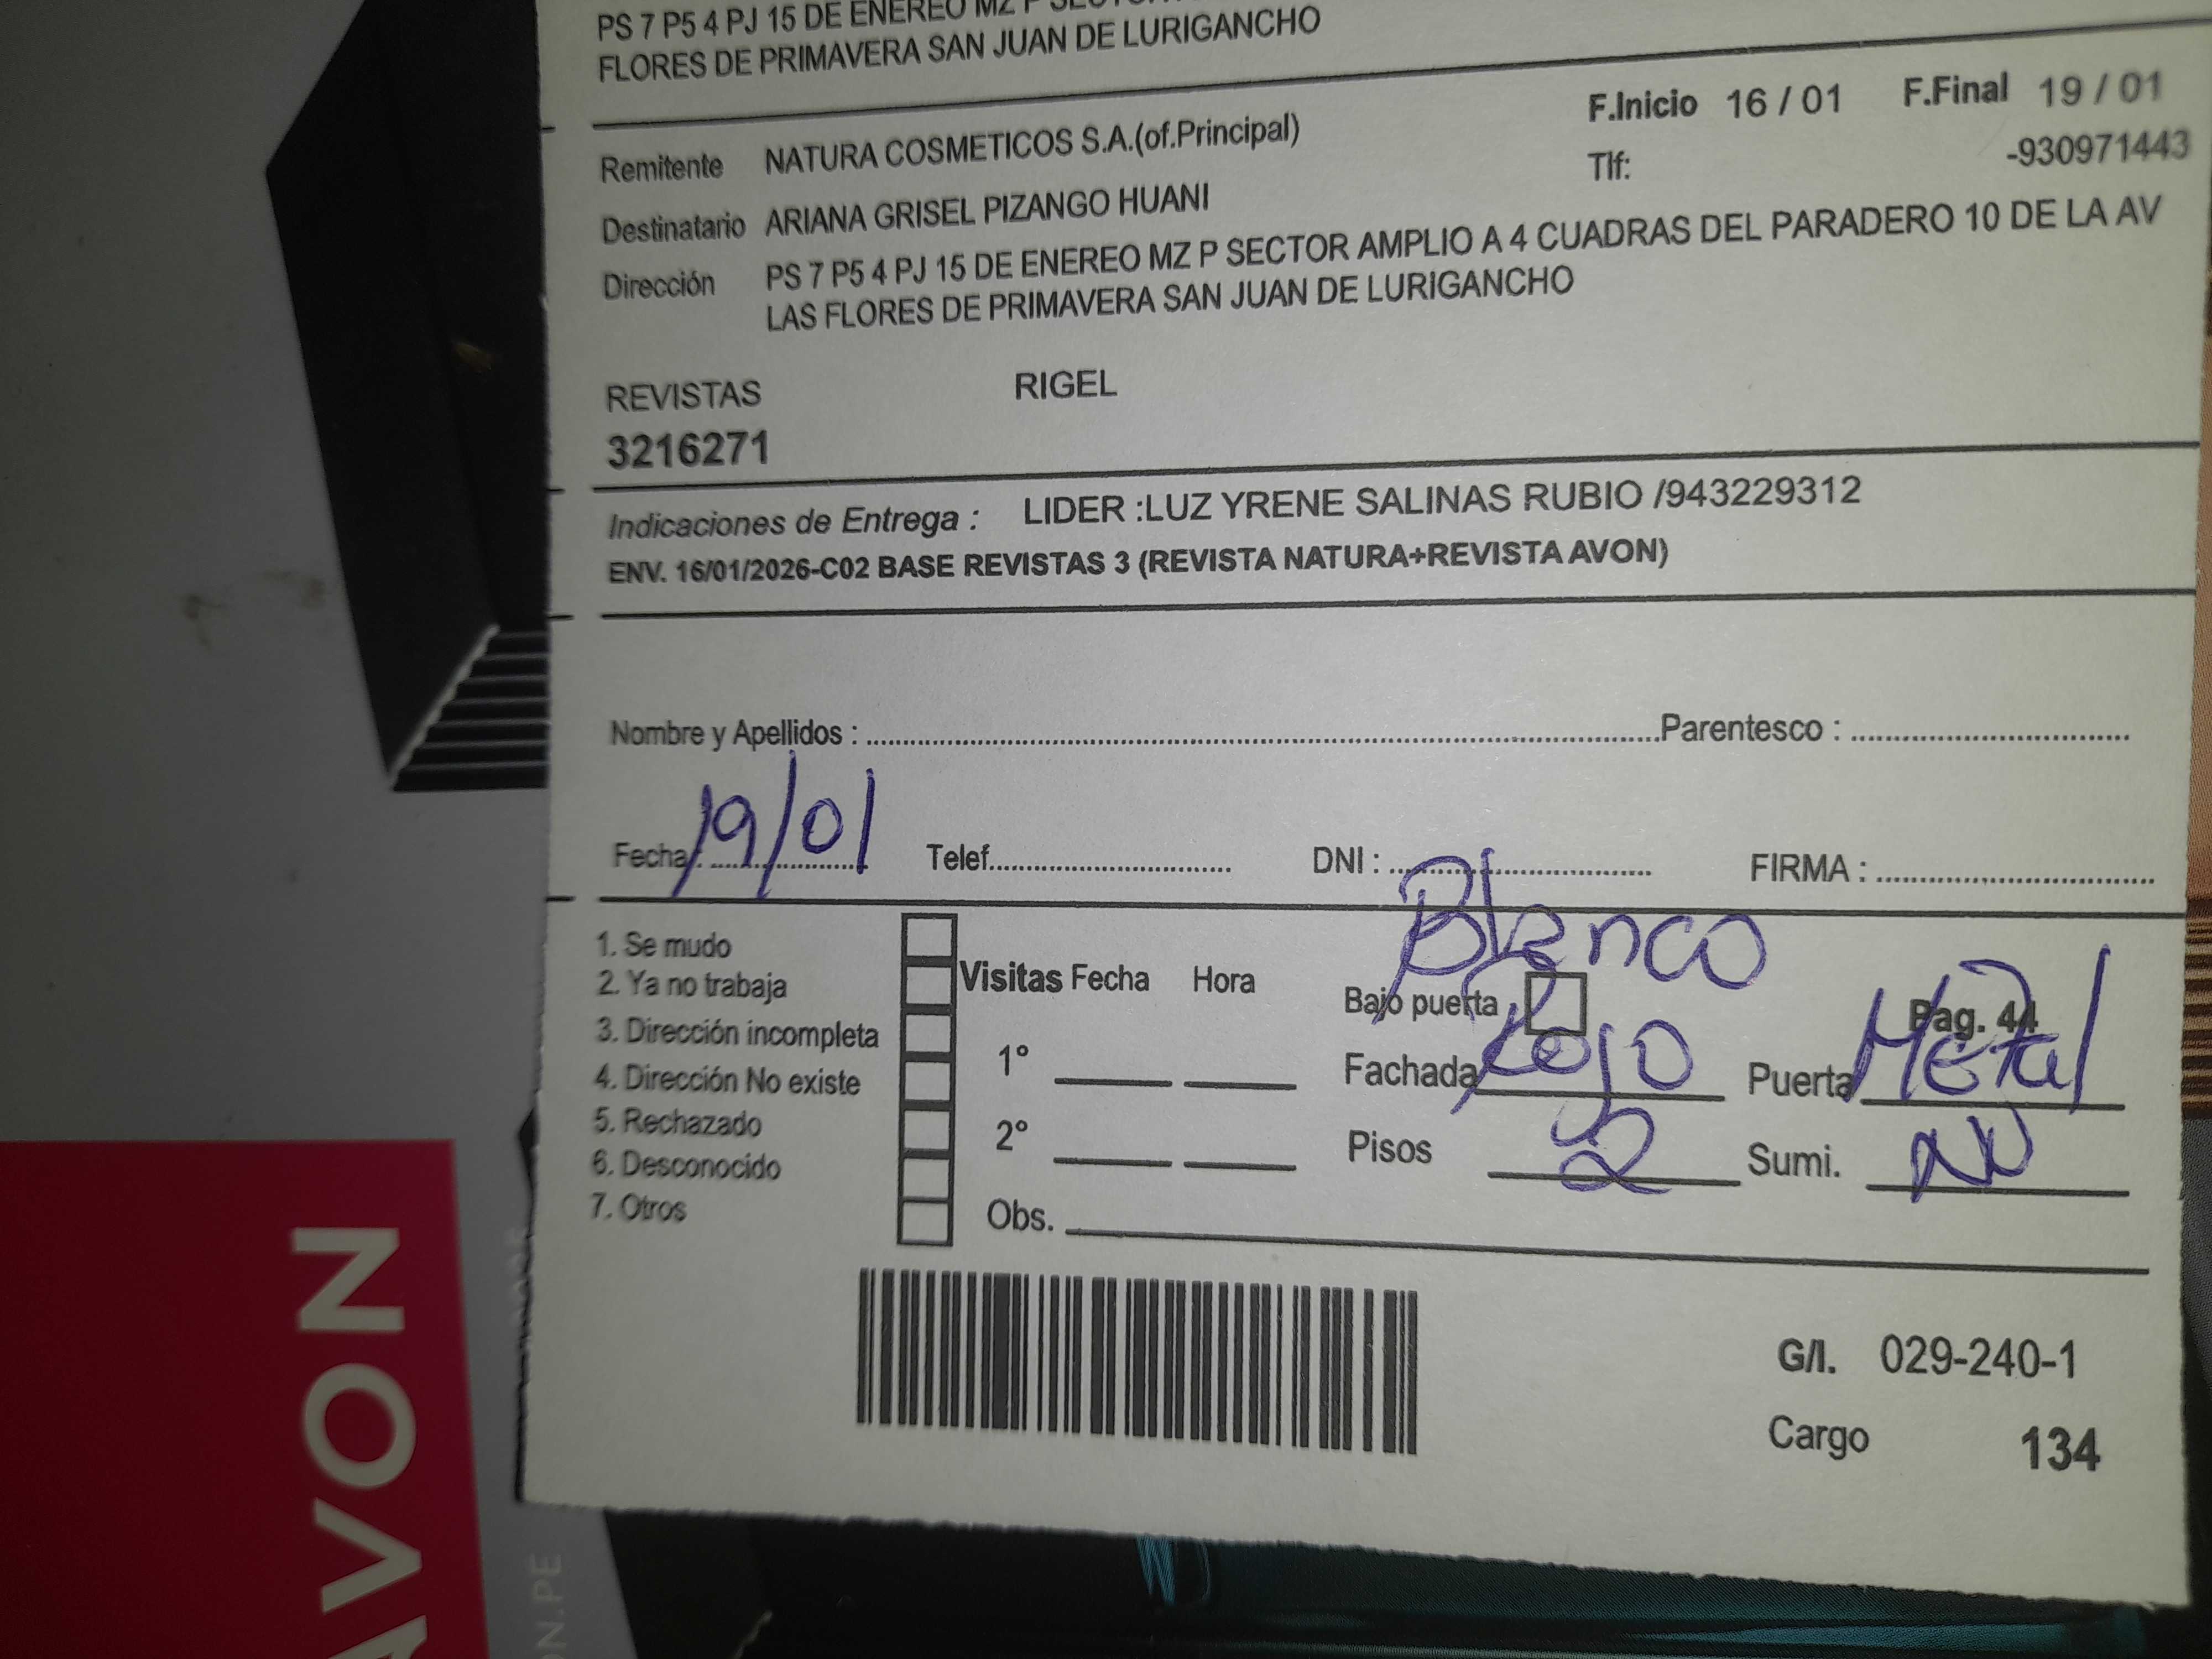 PS 7 P5 4 PJ 15 DE ENEREO MZ P
FLORES DE PRIMAVERA SAN JUAN DE LURIGANCHO
F.Inicio 16 / 01 F.Final 19 / 01
Remitente NATURA COSMETICOS S.A.(of.Principal)
Tlf: -930971443
Destinatario ARIANA GRISEL PIZANGO HUANI
Dirección PS 7 P5 4 PJ 15 DE ENEREO MZ P SECTOR AMPLIO A 4 CUADRAS DEL PARADERO 10 DE LA AV
LAS FLORES DE PRIMAVERA SAN JUAN DE LURIGANCHO
REVISTAS RIGEL
3216271
Indicaciones de Entrega : LIDER :LUZ YRENE SALINAS RUBIO /943229312
ENV. 16/01/2026-C02 BASE REVISTAS 3 (REVISTA NATURA+REVISTA AVON)
Nombre y Apellidos : Parentesco :
Fecha: 19/01 Telef. DNI : FIRMA :
Blanco
1. Se mudo
2. Ya no trabaja
3. Dirección incompleta
4. Dirección No existe
5. Rechazado
6. Desconocido
7. Otros
Visitas Fecha Hora
1°
2°
Obs.
Bajo puerta Pag. 44
Fachada Rojo Puerta Metal
Pisos 2 Sumi. NV
G/I. 029-240-1
Cargo 134
AVON
ON.PE